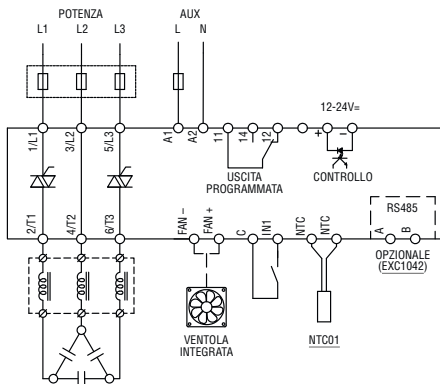 POTENZA AUX
L1 L2 L3 L N
12-24V=
1/L1 3/L2 5/L3 A1 A2 11 14 12 + −
USCITA
PROGRAMMATA
CONTROLLO
RS485
2/T1 4/T2 6/T3 FAN − FAN + C IN1 NTC NTC A B
OPZIONALE
(EXC1042)
VENTOLA
INTEGRATA
NTC01